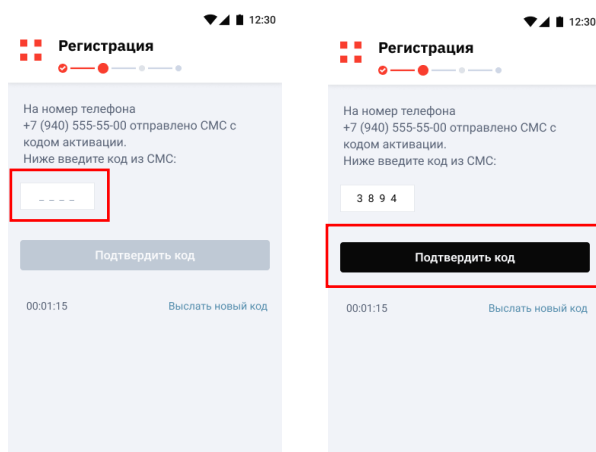 12:30
Регистрация
На номер телефона
+7 (940) 555-55-00 отправлено СМС с
кодом активации.
Ниже введите код из СМС:
_ _ _ _
Подтвердить код
00:01:15 Выслать новый код
12:30
Регистрация
На номер телефона
+7 (940) 555-55-00 отправлено СМС с
кодом активации.
Ниже введите код из СМС:
3 8 9 4
Подтвердить код
00:01:15 Выслать новый код